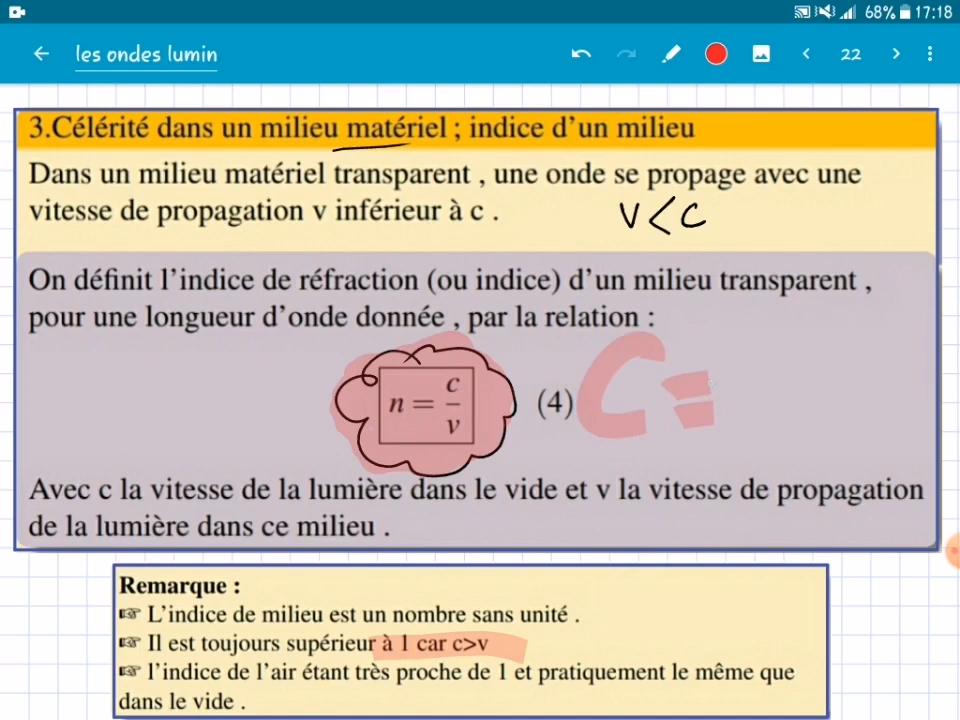 68% 17:18
les ondes lumin
22
3.Célérité dans un milieu matériel ; indice d'un milieu
Dans un milieu matériel transparent , une onde se propage avec une
vitesse de propagation v inférieur à c .
v<c
On définit l'indice de réfraction (ou indice) d'un milieu transparent ,
pour une longueur d'onde donnée , par la relation :
n = c/v (4) C=
Avec c la vitesse de la lumière dans le vide et v la vitesse de propagation
de la lumière dans ce milieu .
Remarque :
☞ L'indice de milieu est un nombre sans unité .
☞ Il est toujours supérieur à 1 car c>v
☞ l'indice de l'air étant très proche de 1 et pratiquement le même que
dans le vide .